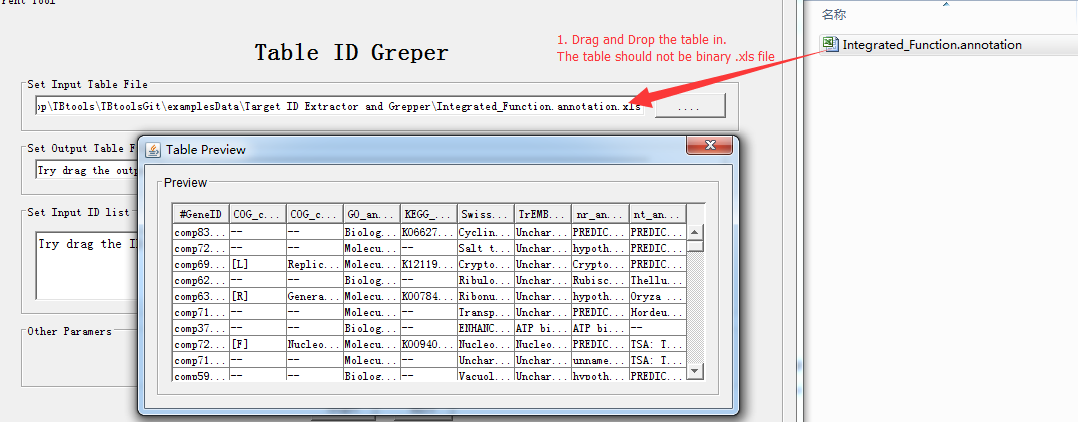 rent Tool
名称
Table ID Greper
1. Drag and Drop the table in.
The table should not be binary .xls file
Integrated_Function.annotation
Set Input Table File
op\TBtools\TBtoolsGit\examplesData\Target ID Extractor and Grepper\Integrated_Function.annotation.xls
....
Set Output Table F
Try drag the outp
Set Input ID list
Try drag the I
Other Paramers
Table Preview
Preview
#GeneID COG_c... COG_c... GO_an... KEGG_... Swiss... TrEMB... nr_an... nt_an...
comp83... -- -- Biolog... K06627... Cyclin... Unchar... PREDIC... PREDIC...
comp72... -- -- Molecu... -- Salt t... Unchar... hypoth... PREDIC...
comp69... [L] Replic... Molecu... K12119... Crypto... Unchar... Crypto... PREDIC...
comp62... -- -- Biolog... -- Ribulo... Unchar... Rubisc... Thellu...
comp63... [R] Genera... Molecu... K00784... Ribonu... Unchar... hypoth... Oryza ...
comp71... -- -- Molecu... -- Transp... Unchar... PREDIC... Hordeu...
comp37... -- -- Biolog... -- ENHANC... ATP bi... ATP bi... --
comp72... [F] Nucleo... Molecu... K00940... Nucleo... Nucleo... PREDIC... TSA: T...
comp71... -- -- Molecu... -- Unchar... Unchar... unname... TSA: T...
comp59... -- -- Biolog... -- Vacuol... Unchar... hypoth... PREDIC...